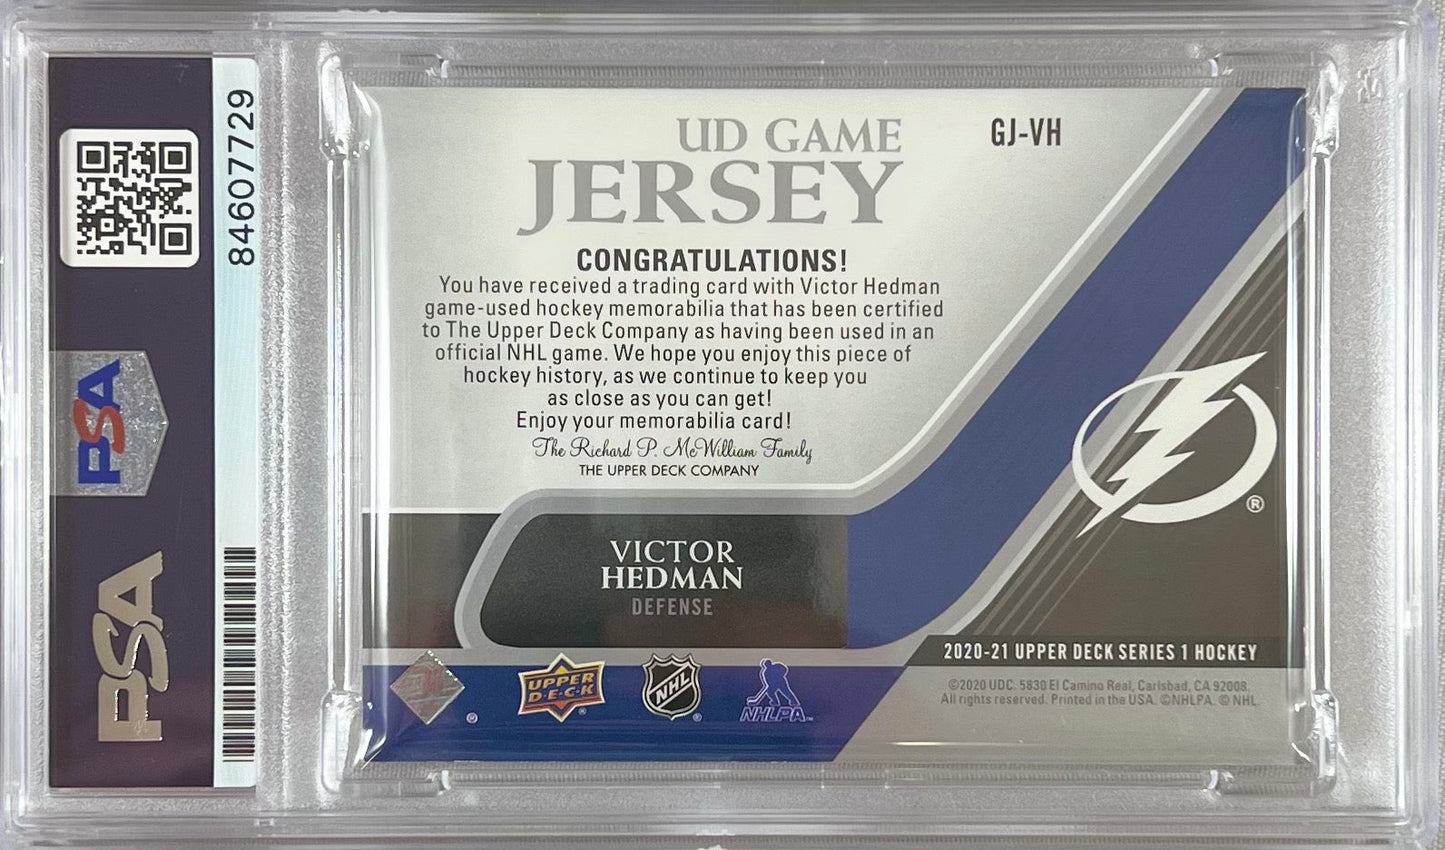 84607729
PSA
PSA
UD GAME
JERSEY
GJ-VH
CONGRATULATIONS!
You have received a trading card with Victor Hedman
game-used hockey memorabilia that has been certified
to The Upper Deck Company as having been used in an
official NHL game. We hope you enjoy this piece of
hockey history, as we continue to keep you
as close as you can get!
Enjoy your memorabilia card!
The Richard P. McWilliam Family
THE UPPER DECK COMPANY
®
VICTOR
HEDMAN
DEFENSE
2020-21 UPPER DECK SERIES 1 HOCKEY
©2020 UDC. 5830 El Camino Real, Carlsbad, CA 92008.
All rights reserved. Printed in the USA. ©NHLPA. © NHL.
®
UPPER
D·E·C·K
®
NHL
®
NHLPA™